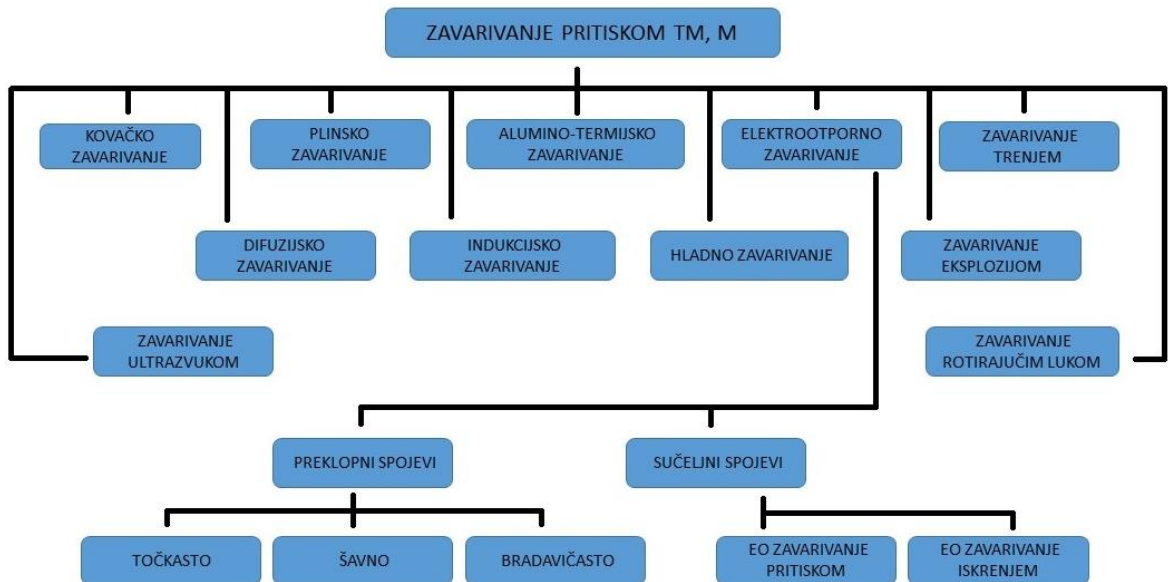 ZAVARIVANJE PRITISKOM TM, M
KOVAČKO
ZAVARIVANJE
PLINSKO
ZAVARIVANJE
ALUMINO-TERMIJSKO
ZAVARIVANJE
ELEKTROOTPORNO
ZAVARIVANJE
ZAVARIVANJE
TRENJEM
DIFUZIJSKO
ZAVARIVANJE
INDUKCIJSKO
ZAVARIVANJE
HLADNO ZAVARIVANJE
ZAVARIVANJE
EKSPLOZIJOM
ZAVARIVANJE
ULTRAZVUKOM
ZAVARIVANJE
ROTIRAJUČIM LUKOM
PREKLOPNI SPOJEVI
SUČELJNI SPOJEVI
TOČKASTO
ŠAVNO
BRADAVIČASTO
EO ZAVARIVANJE
PRITISKOM
EO ZAVARIVANJE
ISKRENJEM